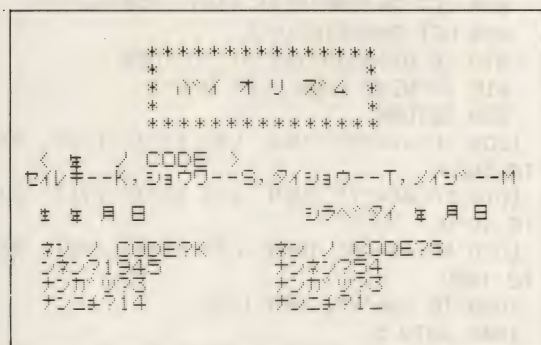 * * * * * * * * * * * * * *
* *
* バイ オ リ ズ ム *
* *
* * * * * * * * * * * * * *
< 年 ノ CODE >
セイレキ--K,ショウワ--S,タイショウ--T,メイジ--M
生 年 月 日 シラベタイ 年 月 日
ネン ノ CODE?K ネン ノ CODE?S
ナンネン?1945 ナンネン?54
ナンガツ?3 ナンガツ?3
ナンニチ?14 ナンニチ?1_